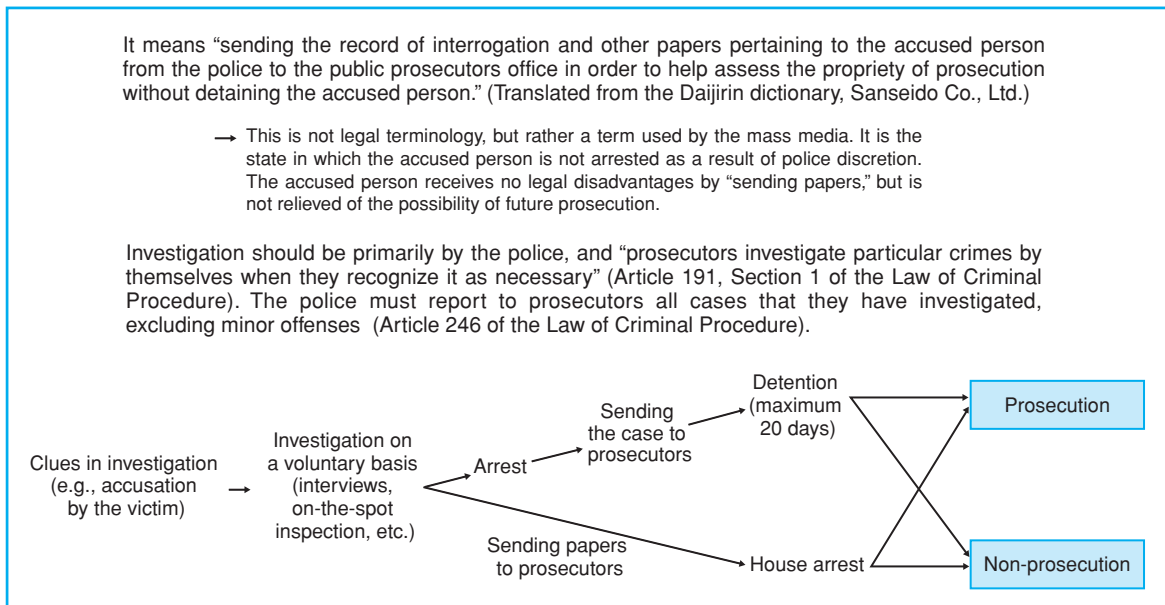 It means “sending the record of interrogation and other papers pertaining to the accused person
from the police to the public prosecutors office in order to help assess the propriety of prosecution
without detaining the accused person.” (Translated from the Daijirin dictionary, Sanseido Co., Ltd.)
→ This is not legal terminology, but rather a term used by the mass media. It is the
state in which the accused person is not arrested as a result of police discretion.
The accused person receives no legal disadvantages by “sending papers,” but is
not relieved of the possibility of future prosecution.
Investigation should be primarily by the police, and “prosecutors investigate particular crimes by
themselves when they recognize it as necessary” (Article 191, Section 1 of the Law of Criminal
Procedure). The police must report to prosecutors all cases that they have investigated,
excluding minor offenses (Article 246 of the Law of Criminal Procedure).
Clues in investigation
(e.g., accusation
by the victim)
Investigation on
a voluntary basis
(interviews,
on-the-spot
inspection, etc.)
Arrest
Sending
the case to
prosecutors
Detention
(maximum
20 days)
Prosecution
Sending papers
to prosecutors
House arrest
Non-prosecution